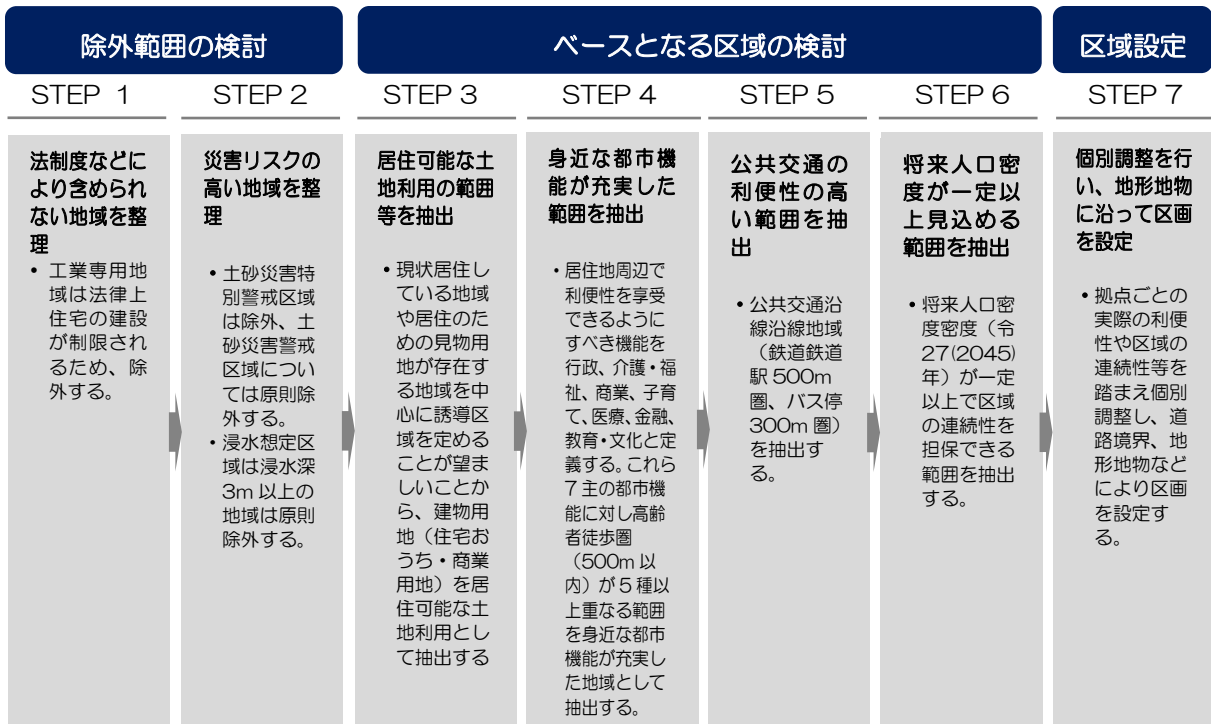 除外範囲の検討
ベースとなる区域の検討
区域設定
STEP 1
STEP 2
STEP 3
STEP 4
STEP 5
STEP 6
STEP 7
法制度などに
より含められ
ない地域を整
理
• 工業専用地
域は法律上
住宅の建設
が制限され
るため、除
外する。
災害リスクの
高い地域を整
理
• 土砂災害特
別警戒区域
は除外、土
砂災害警戒
区域につい
ては原則除
外する。
• 浸水想定区
域は浸水深
3m 以上の
地域は原則
除外する。
居住可能な土
地利用の範囲
等を抽出
• 現状居住し
ている地域
や居住のた
めの見物用
地が存在す
る地域を中
心に誘導区
域を定める
ことが望ま
しいことか
ら、建物用
地（住宅お
うち・商業
用地）を居
住可能な土
地利用とし
て抽出する
身近な都市機
能が充実した
範囲を抽出
• 居住地周辺で
利便性を享受
できるように
すべき機能を
行政、介護・福
祉、商業、子育
て、医療、金融、
教育・文化と定
義する。これら
7 主の都市機
能に対し高齢
者徒歩圏
（500m 以
内）が 5 種以
上重なる範囲
を身近な都市
機能が充実し
た地域として
抽出する。
公共交通の
利便性の高
い範囲を抽
出
• 公共交通沿
線沿線地域
（鉄道鉄道
駅 500m
圏、バス停
300m 圏）
を抽出す
る。
将来人口密
度が一定以
上見込める
範囲を抽出
• 将来人口密
度密度（令
27(2045)
年）が一定
以上で区域
の連続性を
担保できる
範囲を抽出
する。
個別調整を行
い、地形地物
に沿って区画
を設定
• 拠点ごとの
実際の利便
性や区域の
連続性等を
踏まえ個別
調整し、道
路境界、地
形地物など
により区画
を設定す
る。